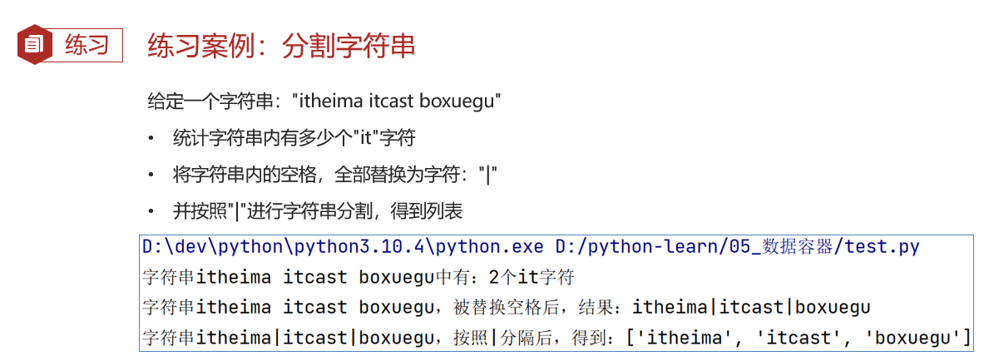 练习
练习案例：分割字符串
给定一个字符串："itheima itcast boxuegu"
• 统计字符串内有多少个"it"字符
• 将字符串内的空格，全部替换为字符："|"
• 并按照"|"进行字符串分割，得到列表
D:\dev\python\python3.10.4\python.exe D:/python-learn/05_数据容器/test.py
字符串itheima itcast boxuegu中有：2个it字符
字符串itheima itcast boxuegu，被替换空格后，结果：itheima|itcast|boxuegu
字符串itheima|itcast|boxuegu，按照|分隔后，得到：['itheima', 'itcast', 'boxuegu']